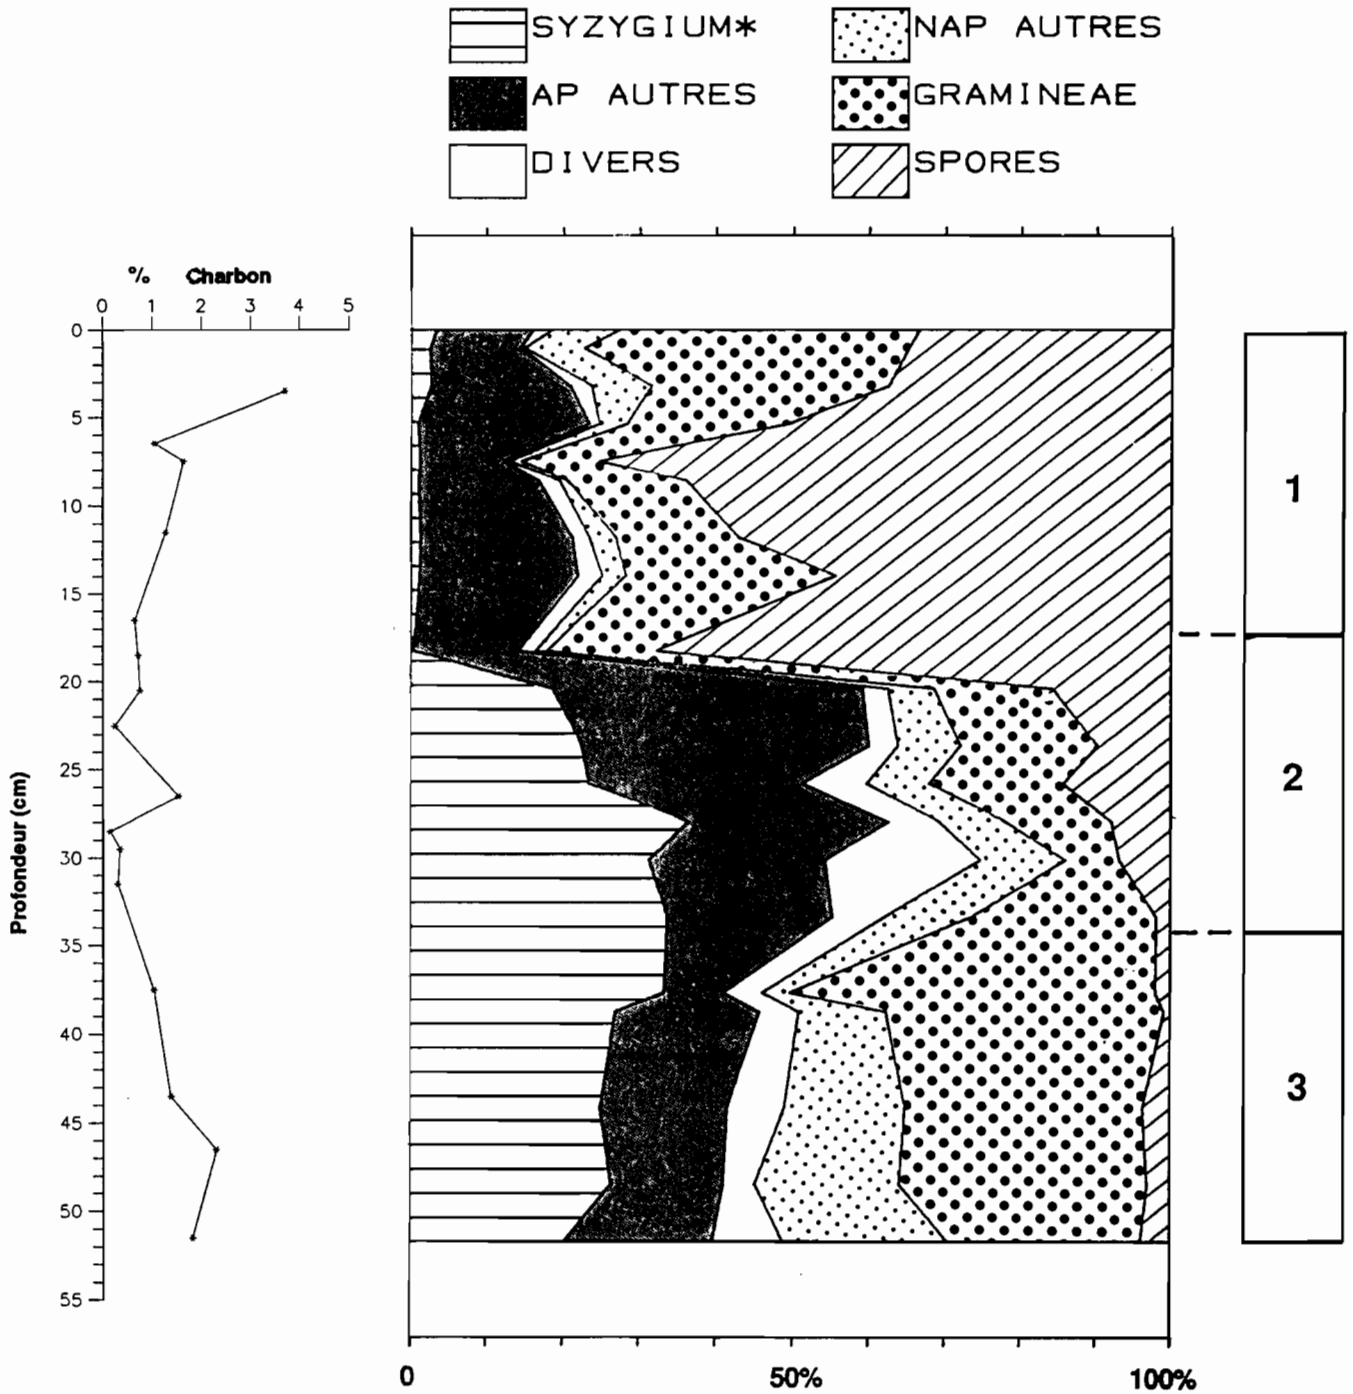 SYZYGIUM* NAP AUTRES
AP AUTRES GRAMINEAE
DIVERS SPORES
% Charbon
0 1 2 3 4 5
0
5
10
15
20
25
30
35
40
45
50
55
Profondeur (cm)
1
2
3
0 50% 100%